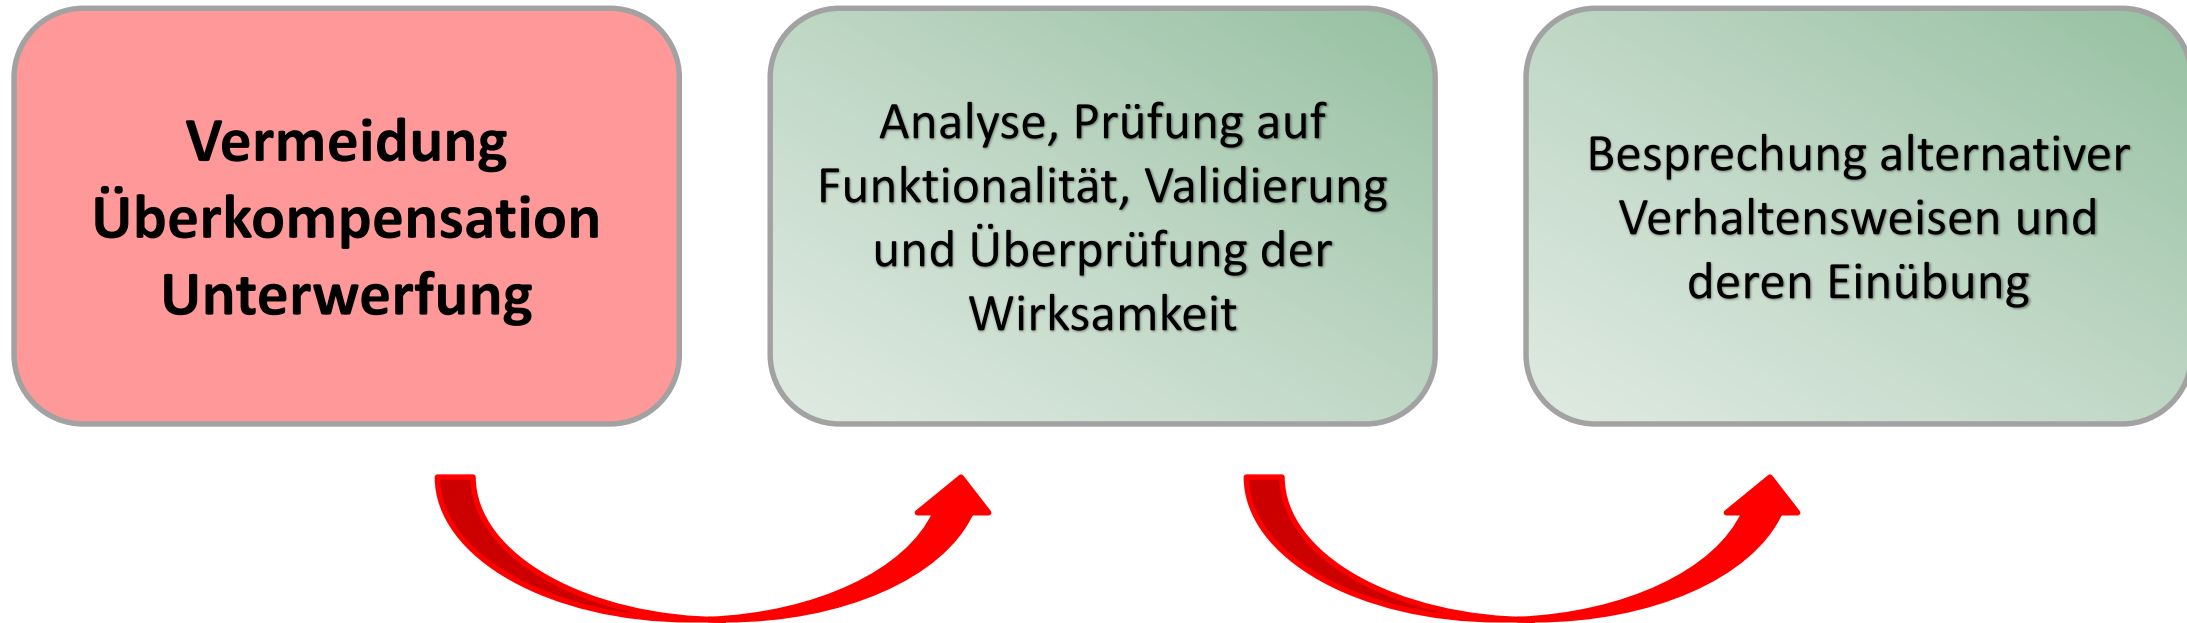 Vermeidung
Überkompensation
Unterwerfung
Analyse, Prüfung auf
Funktionalität, Validierung
und Überprüfung der
Wirksamkeit
Besprechung alternativer
Verhaltensweisen und
deren Einübung